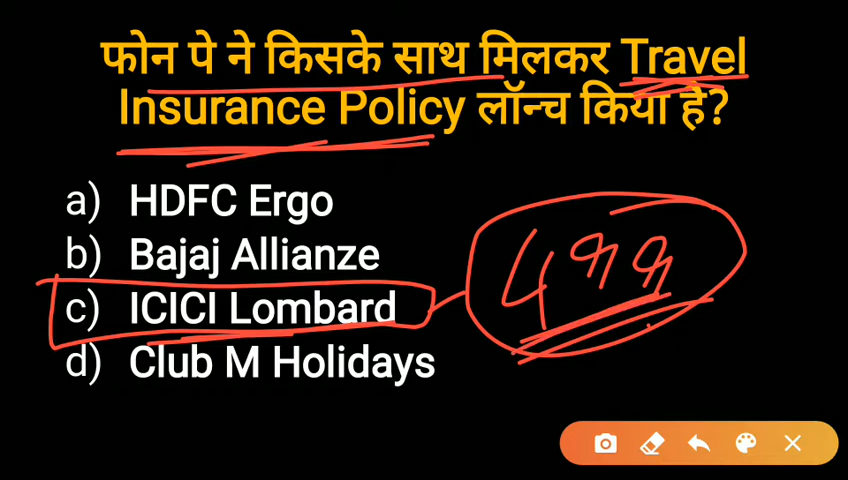 फोन पे ने किसके साथ मिलकर Travel
Insurance Policy लॉन्च किया है?
a) HDFC Ergo
b) Bajaj Allianze
c) ICICI Lombard
499
d) Club M Holidays